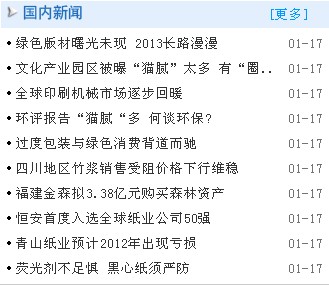 国内新闻 [更多]
绿色版材曙光未现 2013长路漫漫 01-17
文化产业园区被曝“猫腻”太多 有“圈.. 01-17
全球印刷机械市场逐步回暖 01-17
环评报告“猫腻“多 何谈环保? 01-17
过度包装与绿色消费背道而驰 01-17
四川地区竹浆销售受阻价格下行维稳 01-17
福建金森拟3.38亿元购买森林资产 01-17
恒安首度入选全球纸业公司50强 01-17
青山纸业预计2012年出现亏损 01-17
荧光剂不足惧 黑心纸须严防 01-17